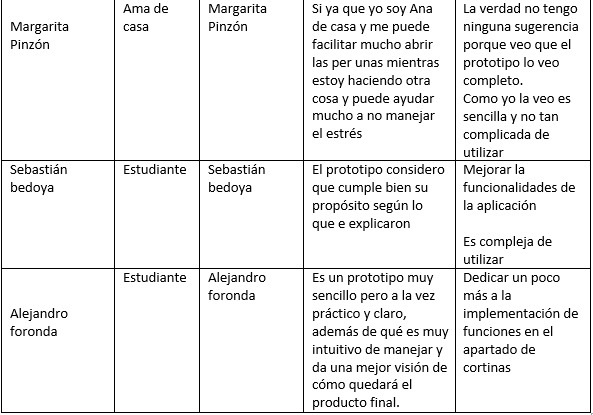 Margarita
Pinzón
Ama de
casa
Margarita
Pinzón
Si ya que yo soy Ana
de casa y me puede
facilitar mucho abrir
las per unas mientras
estoy haciendo otra
cosa y puede ayudar
mucho a no manejar
el estrés
La verdad no tengo
ninguna sugerencia
porque veo que el
prototipo lo veo
completo.
Como yo la veo es
sencilla y no tan
complicada de
utilizar
Sebastián
bedoya
Estudiante
Sebastián
bedoya
El prototipo considero
que cumple bien su
propósito según lo
que e explicaron
Mejorar la
funcionalidades de
la aplicación
Es compleja de
utilizar
Alejandro
foronda
Estudiante
Alejandro
foronda
Es un prototipo muy
sencillo pero a la vez
práctico y claro,
además de qué es muy
intuitivo de manejar y
da una mejor visión de
cómo quedará el
producto final.
Dedicar un poco
más a la
implementación de
funciones en el
apartado de
cortinas